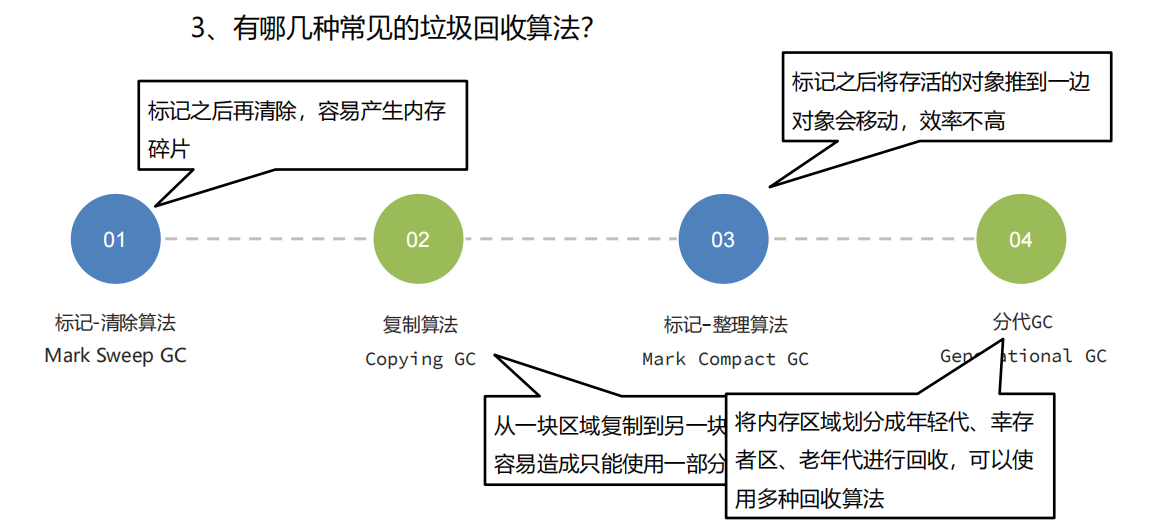 3、有哪几种常见的垃圾回收算法？
标记之后再清除，容易产生内存
碎片
标记之后将存活的对象推到一边
对象会移动，效率不高
01
02
03
04
标记-清除算法
Mark Sweep GC
复制算法
Copying GC
标记-整理算法
Mark Compact GC
分代GC
GC
从一块区域复制到另一块
容易造成只能使用一部分
将内存区域划分成年轻代、幸存
者区、老年代进行回收，可以使
用多种回收算法